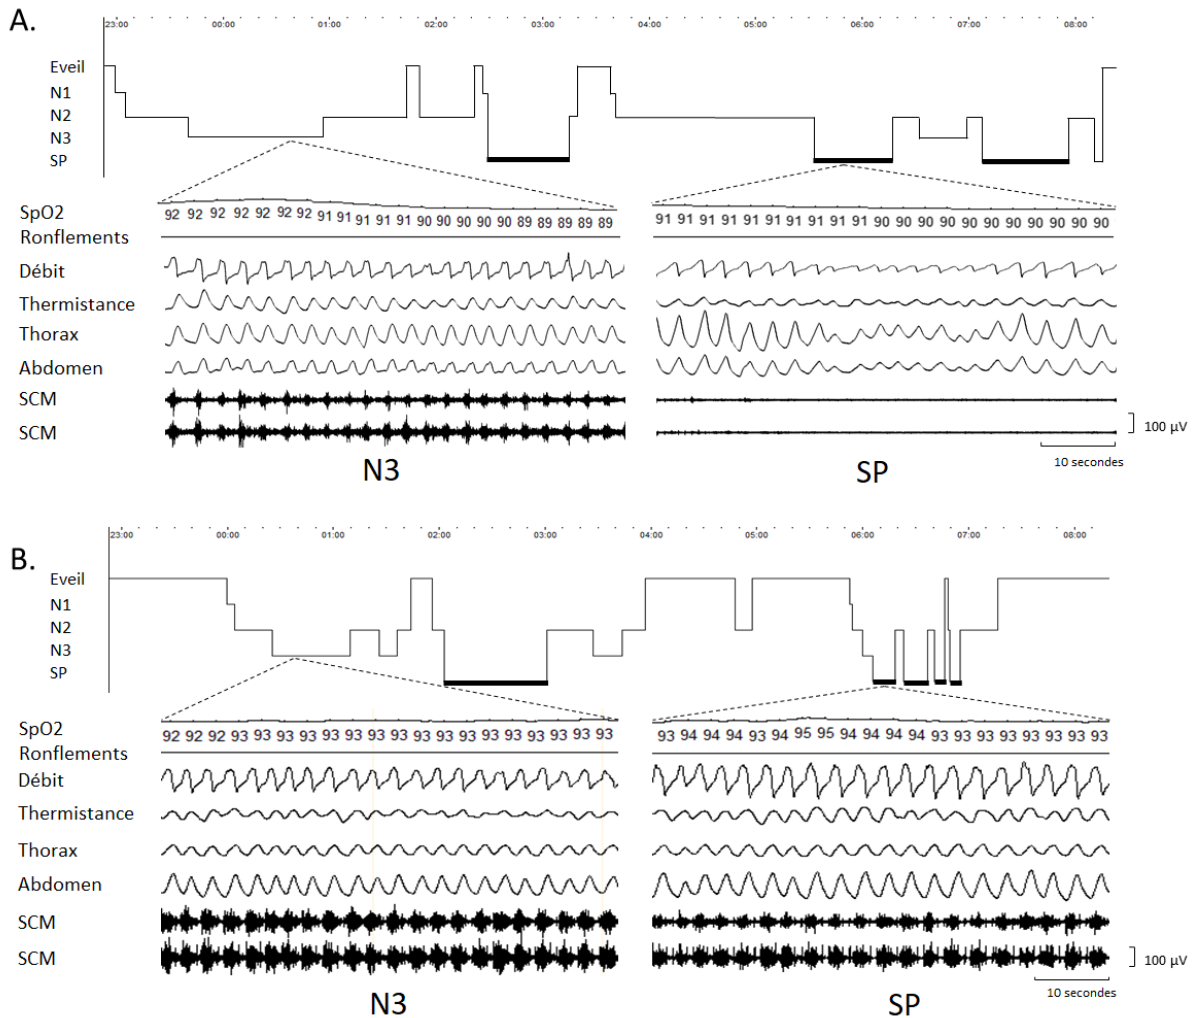 A.
23:00 00:00 01:00 02:00 03:00 04:00 05:00 06:00 07:00 08:00
Eveil
N1
N2
N3
SP
SpO2 92 92 92 92 92 92 92 91 91 91 91 91 90 90 90 90 90 89 89 89 89 91 91 91 91 91 91 91 91 91 90 90 90 90 90 90 90 90 90 90 90
Ronflements
Débit
Thermistance
Thorax
Abdomen
SCM
SCM
100 µV
10 secondes
N3 SP
B.
23:00 00:00 01:00 02:00 03:00 04:00 05:00 06:00 07:00 08:00
Eveil
N1
N2
N3
SP
SpO2 92 92 92 93 93 93 93 93 93 93 93 93 93 93 93 93 93 93 93 93 93 94 94 94 93 94 95 95 94 94 94 94 93 93 93 93 93 93 93 93
Ronflements
Débit
Thermistance
Thorax
Abdomen
SCM
SCM
100 µV
10 secondes
N3 SP